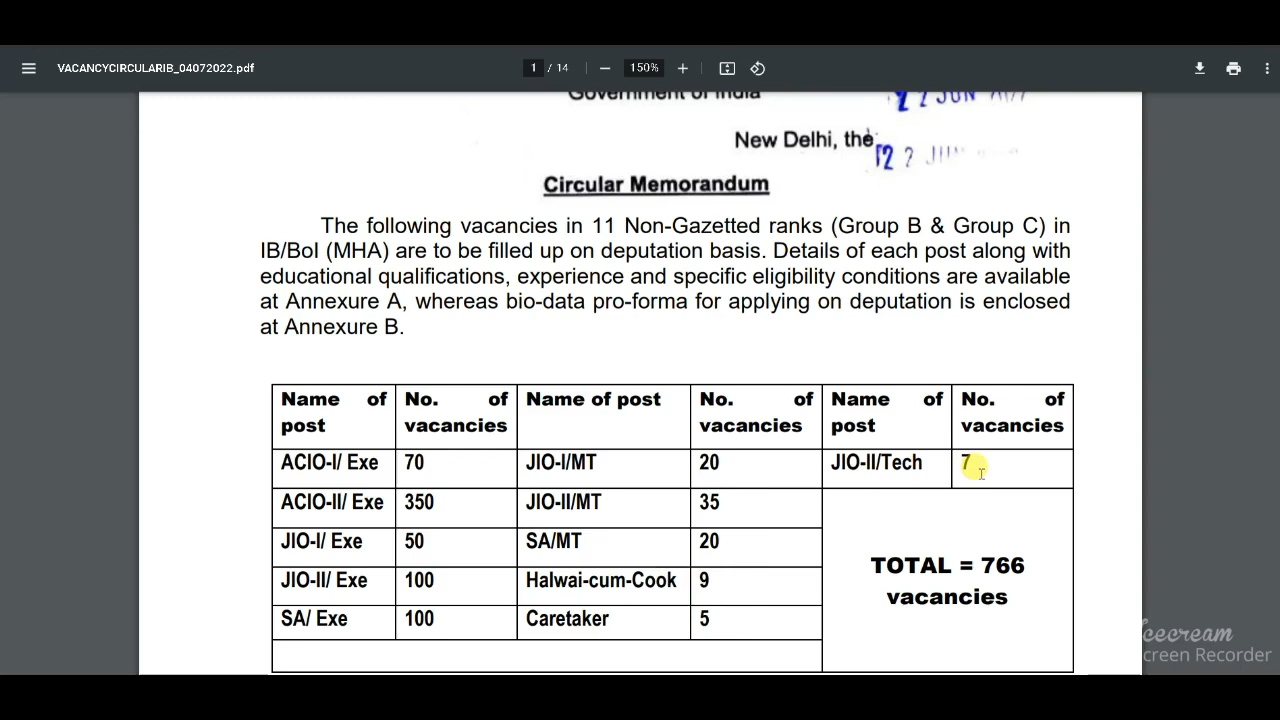 VACANCYCIRCULARIB_04072022.pdf
1 / 14
150%
Government of India
New Delhi, the
Circular Memorandum
The following vacancies in 11 Non-Gazetted ranks (Group B & Group C) in
IB/BoI (MHA) are to be filled up on deputation basis. Details of each post along with
educational qualifications, experience and specific eligibility conditions are available
at Annexure A, whereas bio-data pro-forma for applying on deputation is enclosed
at Annexure B.
Name of post No. of vacancies Name of post No. of vacancies Name of post No. of vacancies
ACIO-I/ Exe 70 JIO-I/MT 20 JIO-II/Tech 7
ACIO-II/ Exe 350 JIO-II/MT 35
JIO-I/ Exe 50 SA/MT 20
JIO-II/ Exe 100 Halwai-cum-Cook 9
SA/ Exe 100 Caretaker 5
TOTAL = 766
vacancies
Icecream
Screen Recorder